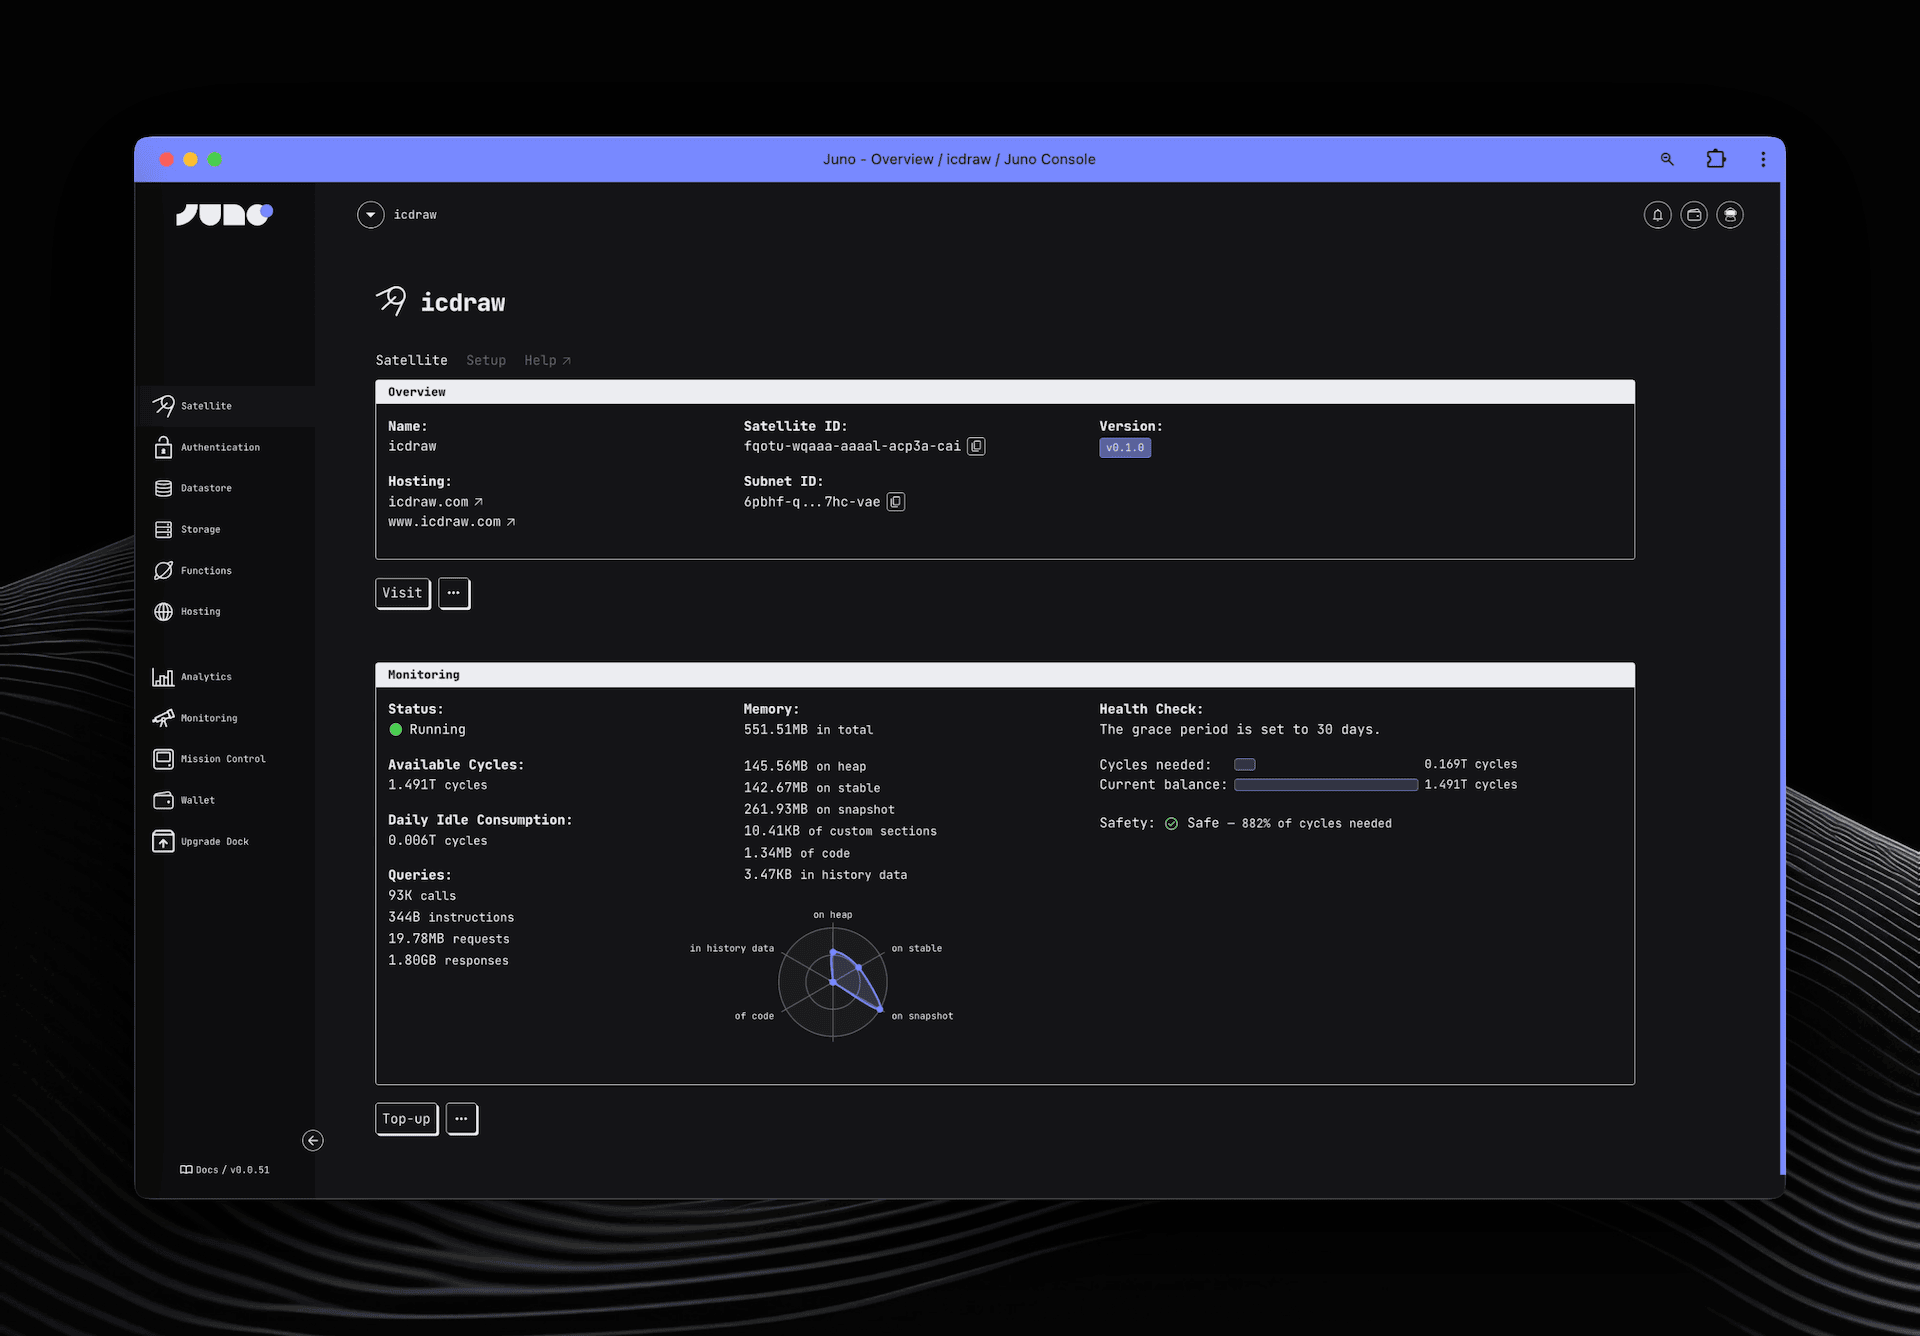 Juno - Overview / icdraw / Juno Console
JUNO
icdraw
icdraw
Satellite Setup Help
Satellite
Authentication
Datastore
Storage
Functions
Hosting
Analytics
Monitoring
Mission Control
Wallet
Upgrade Dock
Docs / v0.0.51
Overview
Name:
icdraw
Hosting:
icdraw.com
www.icdraw.com
Satellite ID:
fqotu-wqaaa-aaaal-acp3a-cai
Subnet ID:
6pbhf-q...7hc-vae
Version:
v0.1.0
Visit
Monitoring
Status:
Running
Available Cycles:
1.491T cycles
Daily Idle Consumption:
0.006T cycles
Queries:
93K calls
344B instructions
19.78MB requests
1.80GB responses
Memory:
551.51MB in total
145.56MB on heap
142.67MB on stable
261.93MB on snapshot
10.41KB of custom sections
1.34MB of code
3.47KB in history data
on heap
in history data
on stable
of code
on snapshot
Health Check:
The grace period is set to 30 days.
Cycles needed: 0.169T cycles
Current balance: 1.491T cycles
Safety: Safe — 882% of cycles needed
Top-up